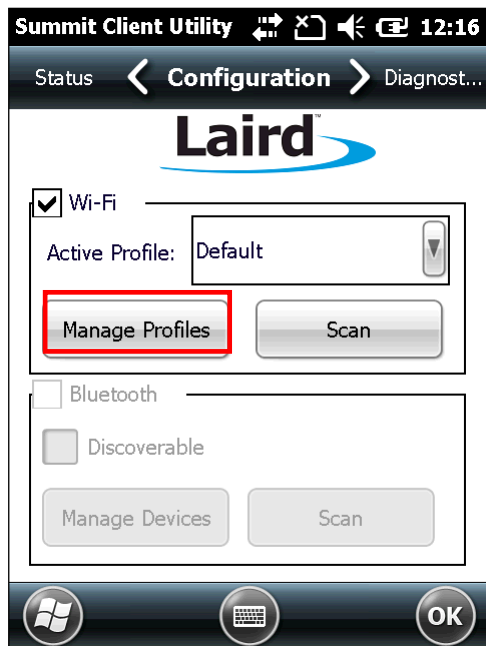 Summit Client Utility 12:16
Status Configuration Diagnost...
Laird™
Wi-Fi
Active Profile: Default
Manage Profiles Scan
Bluetooth
Discoverable
Manage Devices Scan
OK